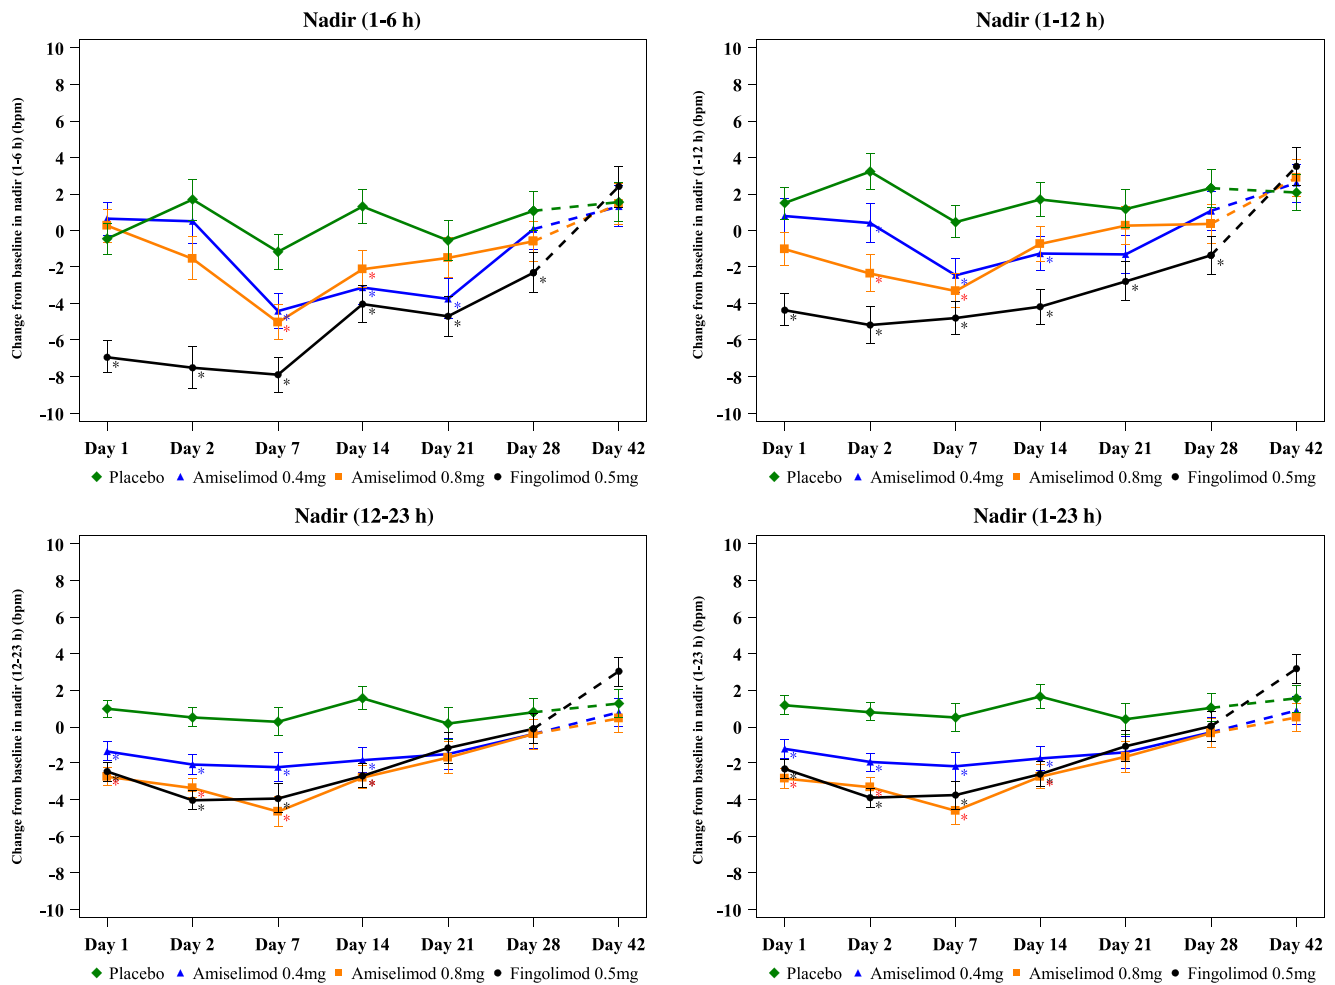 Nadir (1-6 h)
Change from baseline in nadir (1-6 h) (bpm)
10
8
6
4
2
0
-2
-4
-6
-8
-10
* * * * * * * * * * *
Day 1 Day 2 Day 7 Day 14 Day 21 Day 28 Day 42
Placebo Amiselimod 0.4mg Amiselimod 0.8mg Fingolimod 0.5mg
Nadir (1-12 h)
Change from baseline in nadir (1-12 h) (bpm)
10
8
6
4
2
0
-2
-4
-6
-8
-10
* * * * * * * * * * *
Day 1 Day 2 Day 7 Day 14 Day 21 Day 28 Day 42
Placebo Amiselimod 0.4mg Amiselimod 0.8mg Fingolimod 0.5mg
Nadir (12-23 h)
Change from baseline in nadir (12-23 h) (bpm)
10
8
6
4
2
0
-2
-4
-6
-8
-10
* * * * * * * * * * * *
Day 1 Day 2 Day 7 Day 14 Day 21 Day 28 Day 42
Placebo Amiselimod 0.4mg Amiselimod 0.8mg Fingolimod 0.5mg
Nadir (1-23 h)
Change from baseline in nadir (1-23 h) (bpm)
10
8
6
4
2
0
-2
-4
-6
-8
-10
* * * * * * * * * * * *
Day 1 Day 2 Day 7 Day 14 Day 21 Day 28 Day 42
Placebo Amiselimod 0.4mg Amiselimod 0.8mg Fingolimod 0.5mg